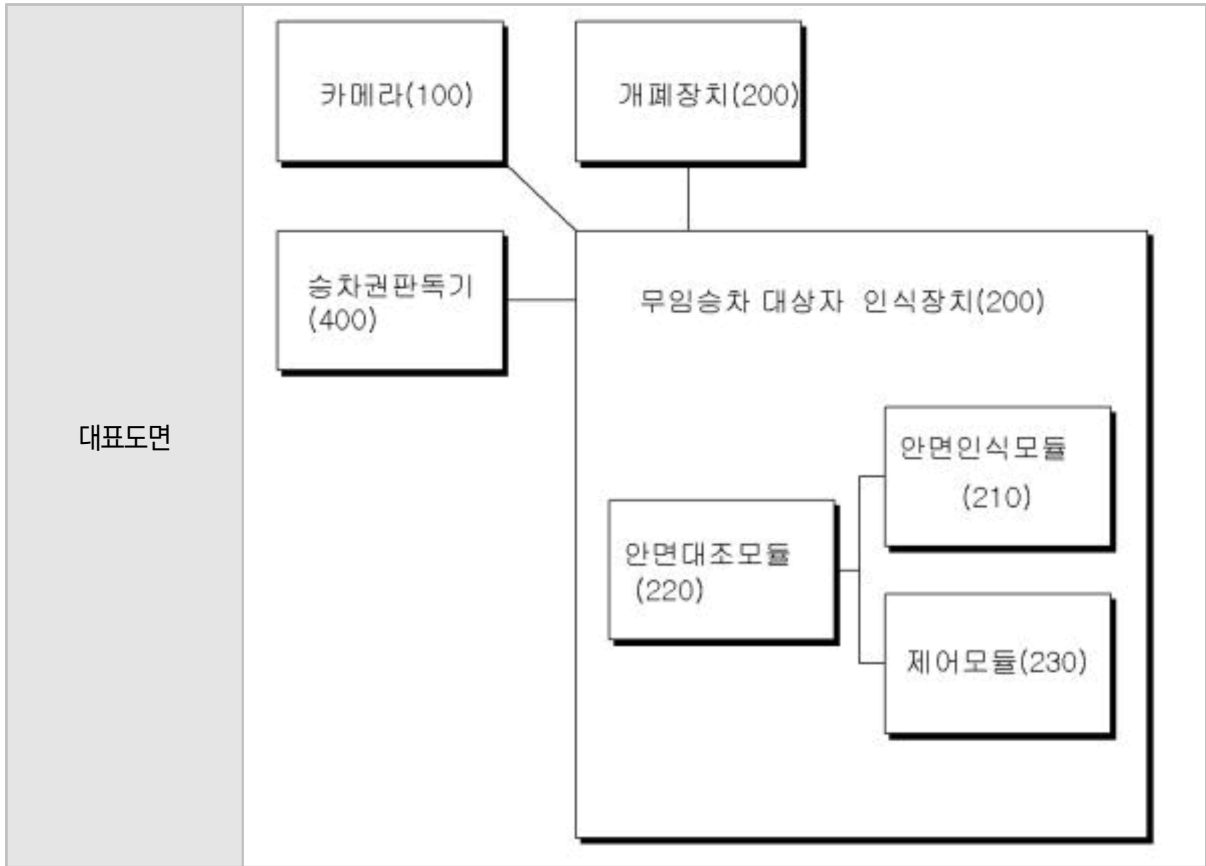 대표도면
카메라(100)
개폐장치(200)
승차권판독기
(400)
무임승차 대상자 인식장치(200)
안면인식모듈
(210)
안면대조모듈
(220)
제어모듈(230)